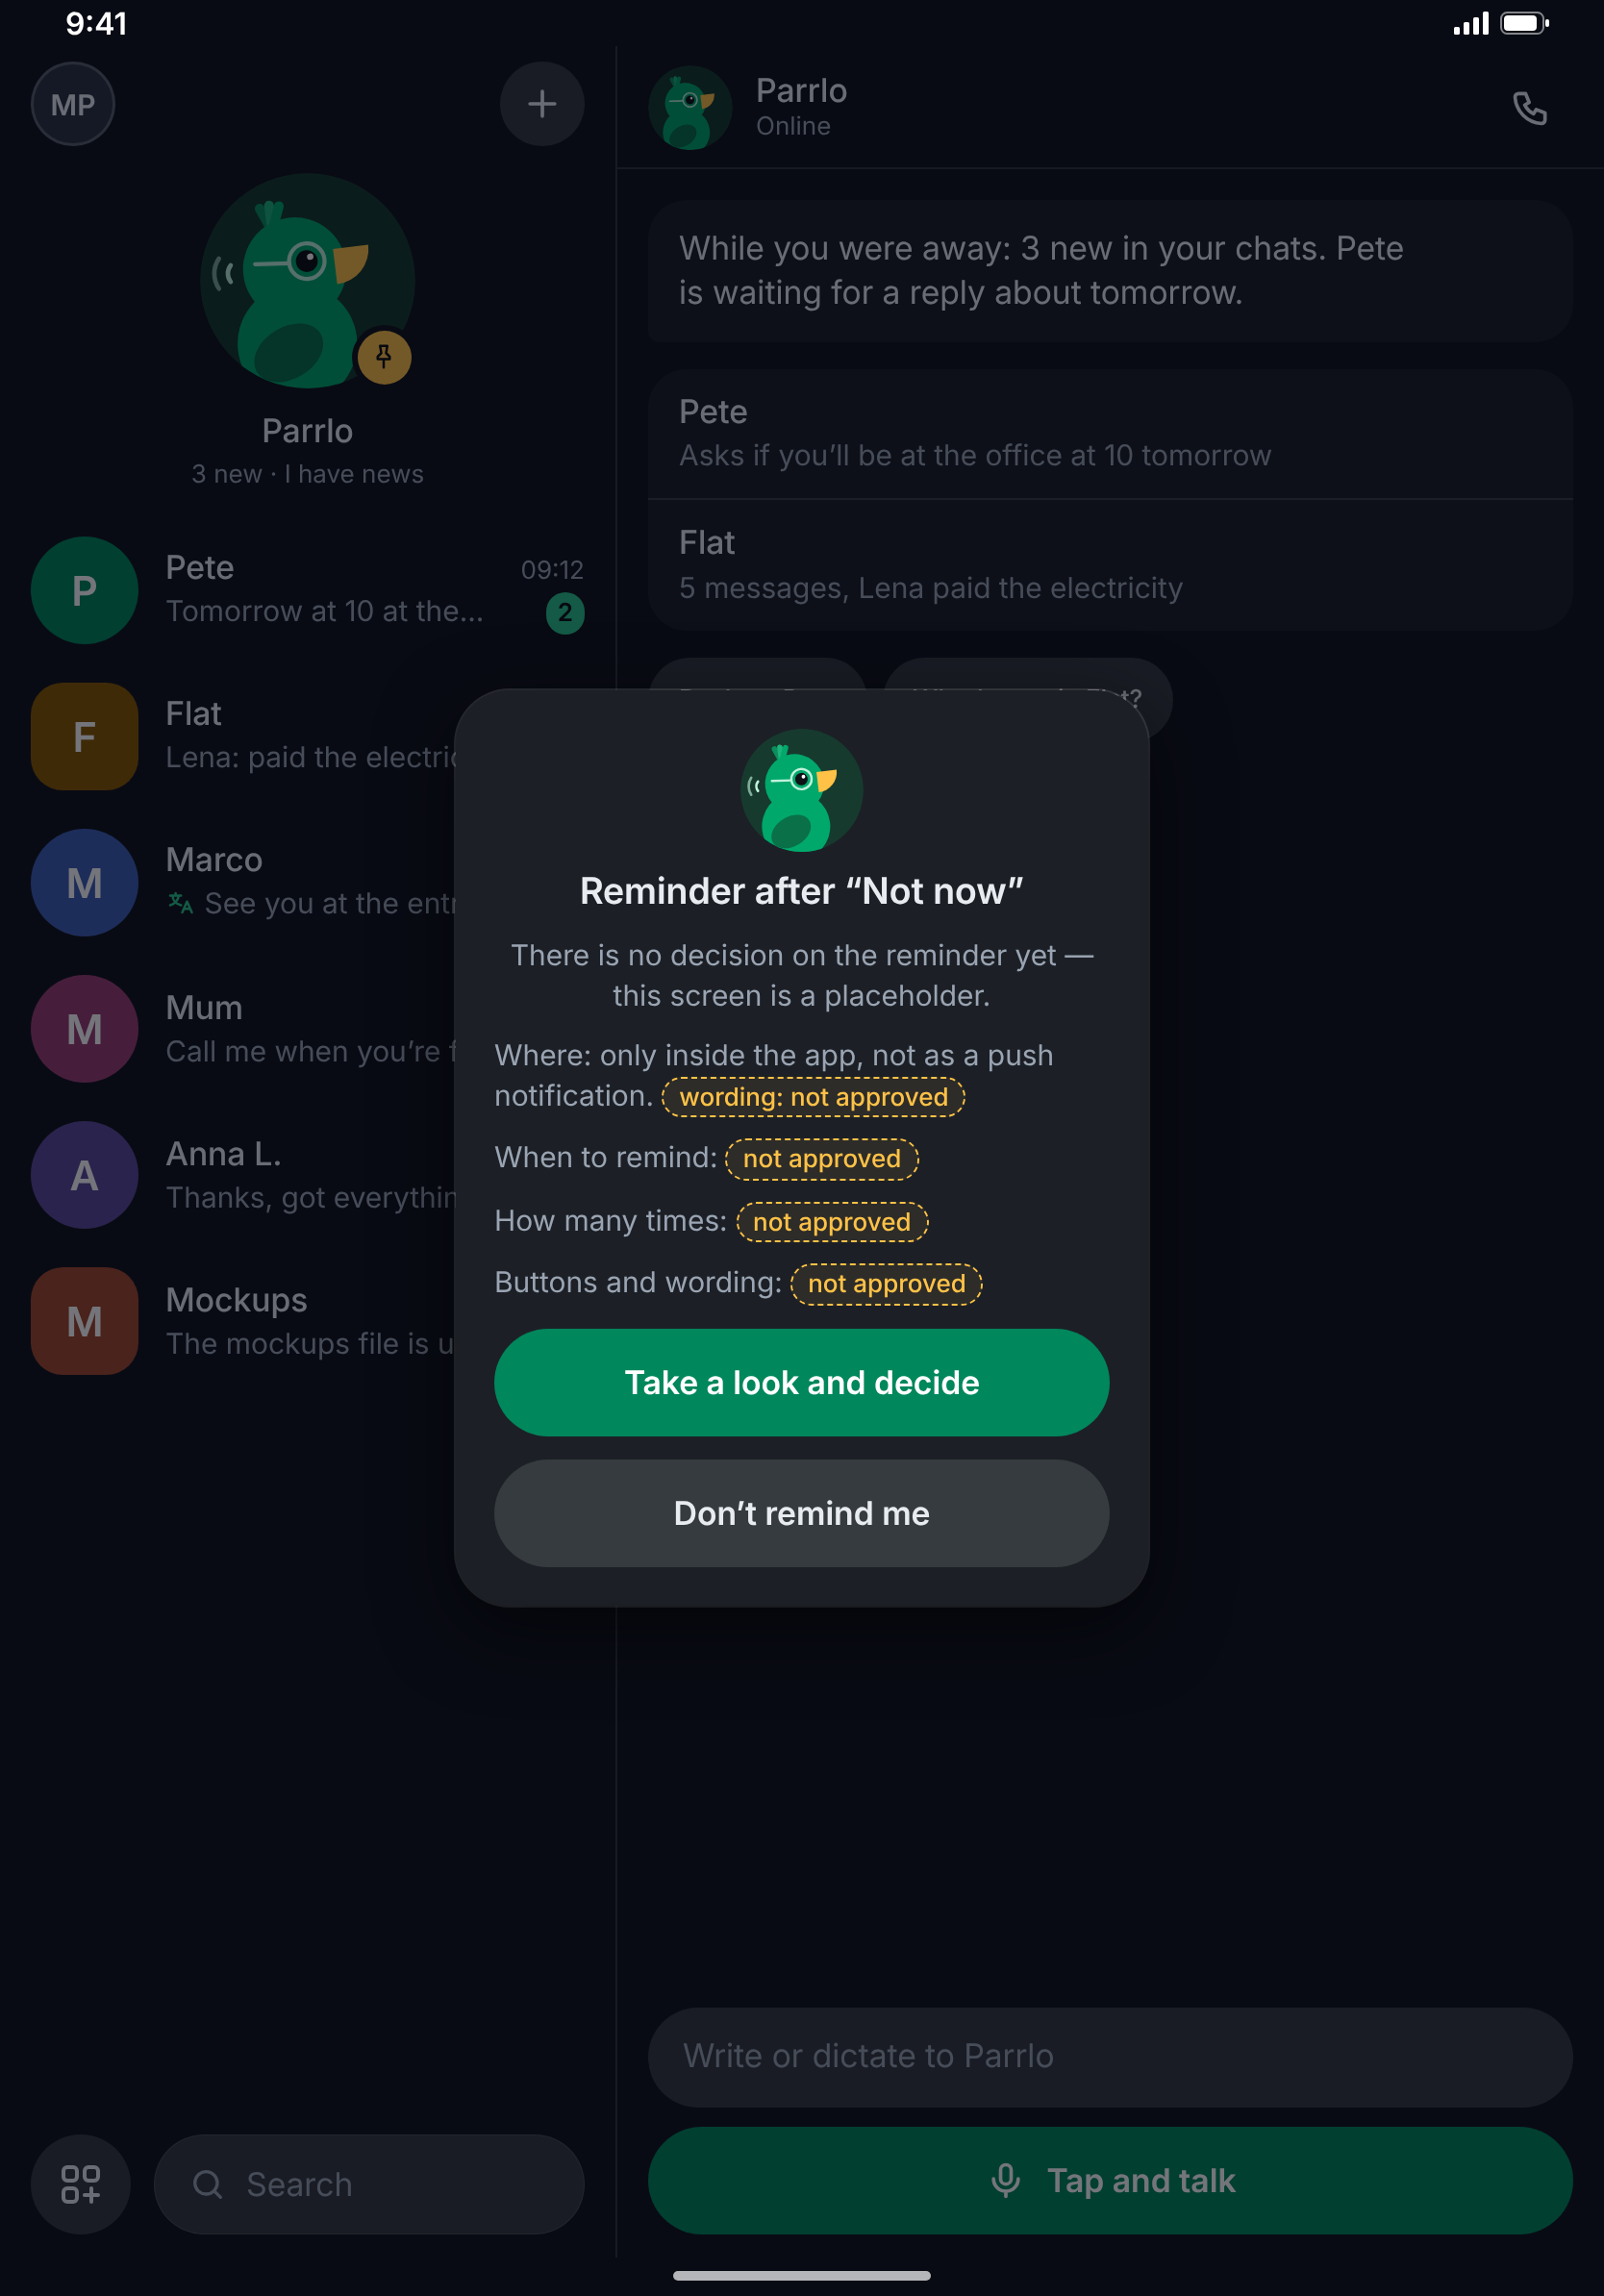 9:41
MP
Parrlo
3 new · I have news
P
Pete
09:12
Tomorrow at 10 at the...
2
F
Flat
Lena: paid the
M
Marco
See you at the
M
Mum
Call me when you’re
A
Anna L.
Thanks, got
M
Mockups
The mockups file is
Parrlo
Online
While you were away: 3 new in your chats. Pete
is waiting for a reply about tomorrow.
Pete
Asks if you’ll be at the office at 10 tomorrow
Flat
5 messages, Lena paid the electricity
Reminder after “Not now”
There is no decision on the reminder yet —
this screen is a placeholder.
Where: only inside the app, not as a push
notification. wording: not approved
When to remind: not approved
How many times: not approved
Buttons and wording: not approved
Take a look and decide
Don’t remind me
Write or dictate to Parrlo
Tap and talk
Search